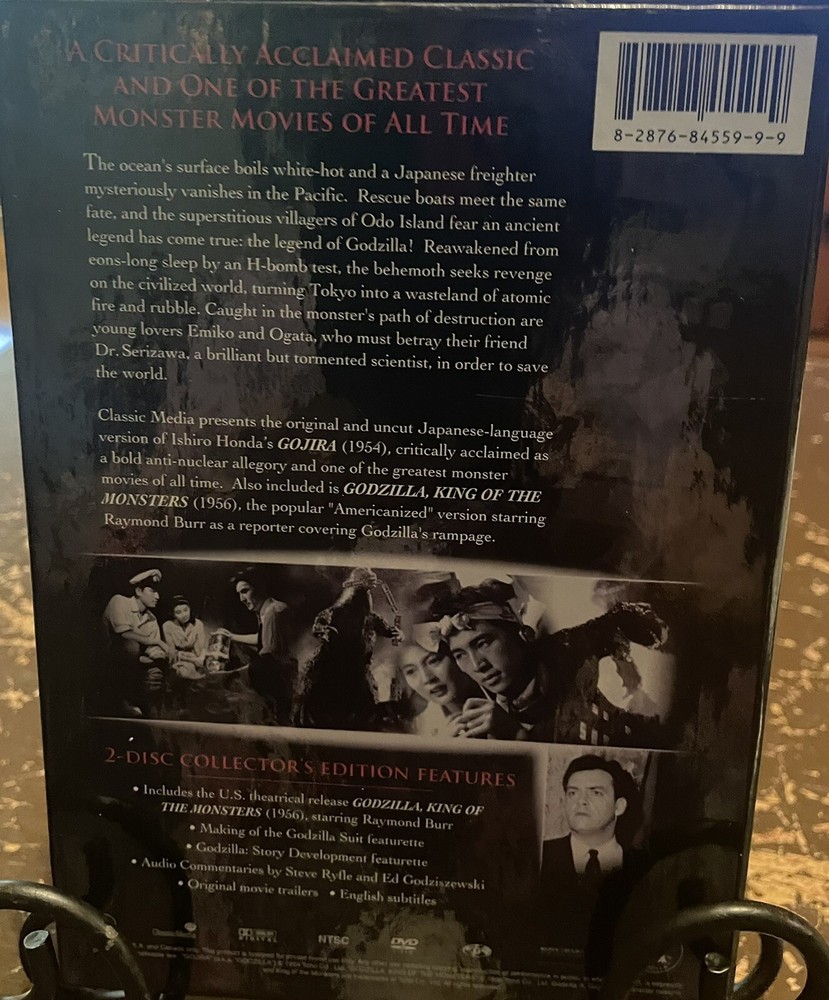 A CRITICALLY ACCLAIMED CLASSIC
AND ONE OF THE GREATEST
MONSTER MOVIES OF ALL TIME
8-2876-84559-9-9
The ocean's surface boils white-hot and a Japanese freighter
mysteriously vanishes in the Pacific. Rescue boats meet the same
fate, and the superstitious villagers of Odo Island fear an ancient
legend has come true: the legend of Godzilla! Reawakened from
eons-long sleep by an H-bomb test, the behemoth seeks revenge
on the civilized world, turning Tokyo into a wasteland of atomic
fire and rubble. Caught in the monster's path of destruction are
young lovers Emiko and Ogata, who must betray their friend
Dr. Serizawa, a brilliant but tormented scientist, in order to save
the world.
Classic Media presents the original and uncut Japanese-language
version of Ishiro Honda's GOJIRA (1954), critically acclaimed as
a bold anti-nuclear allegory and one of the greatest monster
movies of all time. Also included is GODZILLA, KING OF THE
MONSTERS (1956), the popular "Americanized" version starring
Raymond Burr as a reporter covering Godzilla's rampage.
2-DISC COLLECTOR'S EDITION FEATURES
• Includes the U.S. theatrical release GODZILLA, KING OF
THE MONSTERS (1956), starring Raymond Burr
• Making of the Godzilla Suit featurette
• Godzilla: Story Development featurette
• Audio Commentaries by Steve Ryfle and Ed Godziszewski
• Original movie trailers • English subtitles
NTSC DVD